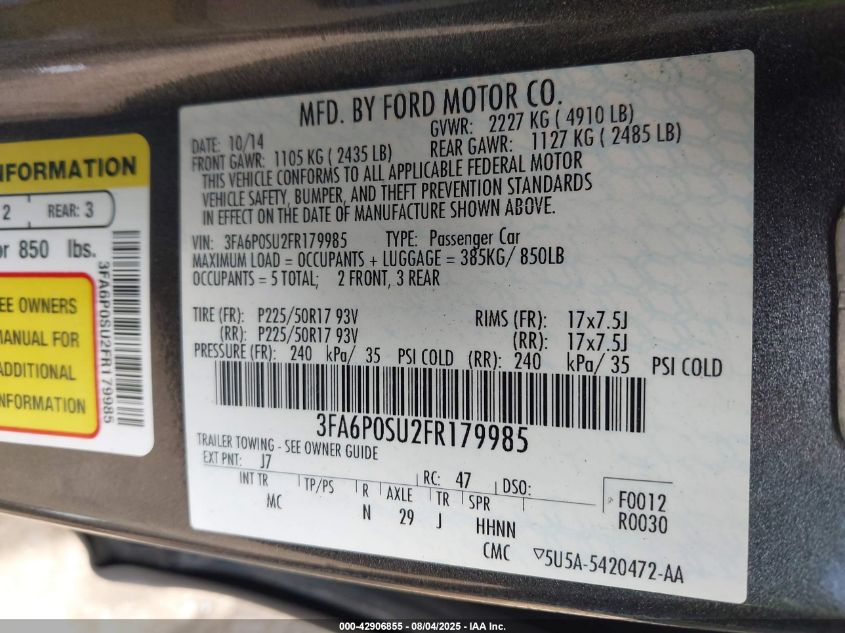 MFD. BY FORD MOTOR CO.
DATE: 10/14 GVWR: 2227 KG ( 4910 LB)
FRONT GAWR: 1105 KG ( 2435 LB) REAR GAWR: 1127 KG ( 2485 LB)
THIS VEHICLE CONFORMS TO ALL APPLICABLE FEDERAL MOTOR
VEHICLE SAFETY, BUMPER, AND THEFT PREVENTION STANDARDS
IN EFFECT ON THE DATE OF MANUFACTURE SHOWN ABOVE.
VIN: 3FA6P0SU2FR179985 TYPE: Passenger Car
MAXIMUM LOAD = OCCUPANTS + LUGGAGE = 385KG/ 850LB
OCCUPANTS = 5 TOTAL; 2 FRONT, 3 REAR
TIRE (FR): P225/50R17 93V RIMS (FR): 17x7.5J
(RR): P225/50R17 93V (RR): 17x7.5J
PRESSURE (FR): 240 kPa/ 35 PSI COLD (RR): 240 kPa/ 35 PSI COLD
3FA6P0SU2FR179985
TRAILER TOWING - SEE OWNER GUIDE
EXT PNT: J7 RC: 47 DSO:
INT TR TP/PS R AXLE TR SPR
MC N 29 J HHNN
CMC
F0012
R0030
▽5U5A-5420472-AA
NFORMATION
2 REAR: 3
or 850 lbs.
EE OWNERS
MANUAL FOR
ADDITIONAL
INFORMATION
3FA6P0SU2FR179985
000-42906855 - 08/04/2025 - IAA Inc.